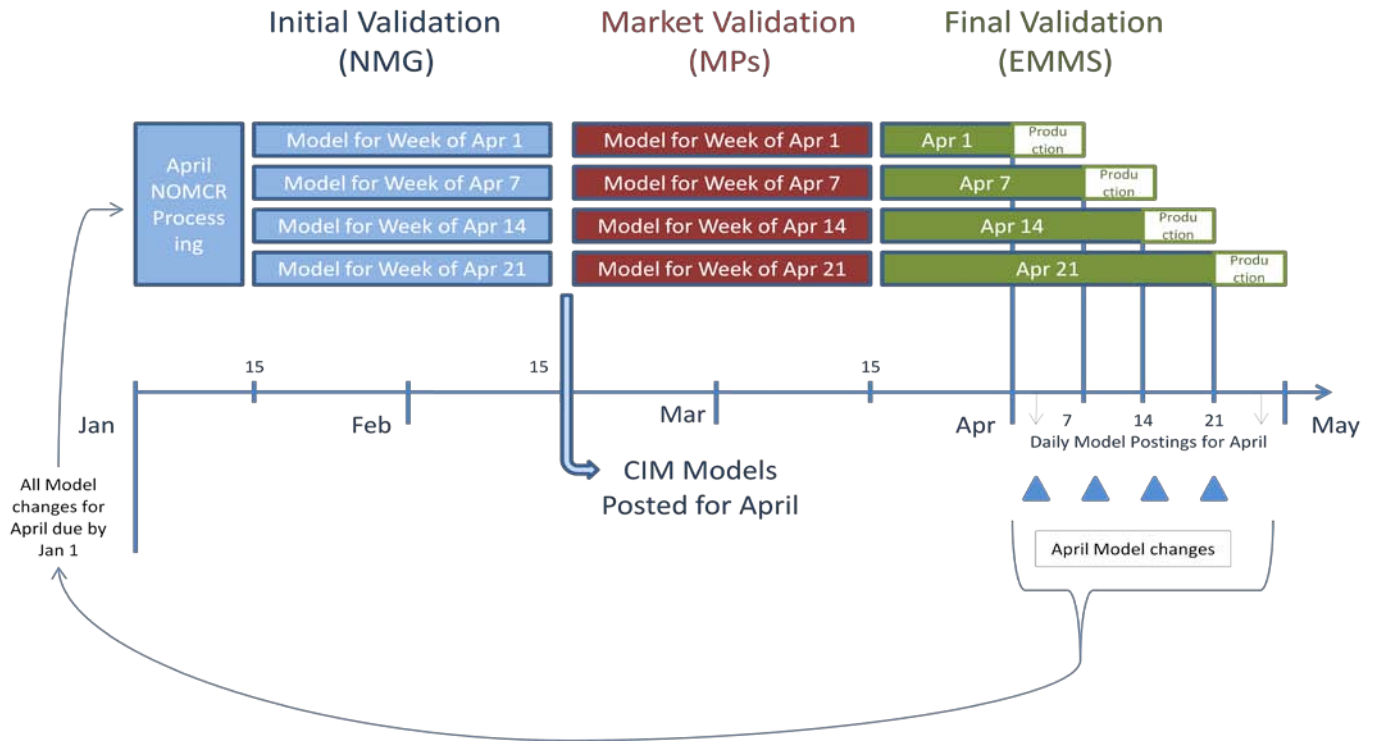 Initial Validation
(NMG)
Market Validation
(MPs)
Final Validation
(EMMS)
April
NOMCR
Process
ing
Model for Week of Apr 1
Model for Week of Apr 1
Apr 1
Produ
ction
Model for Week of Apr 7
Model for Week of Apr 7
Apr 7
Produ
ction
Model for Week of Apr 14
Model for Week of Apr 14
Apr 14
Produ
ction
Model for Week of Apr 21
Model for Week of Apr 21
Apr 21
Produ
ction
15
15
15
Jan
Feb
Mar
Apr
7
14
21
May
Daily Model Postings for April
CIM Models
Posted for April
All Model
changes for
April due by
Jan 1
April Model changes